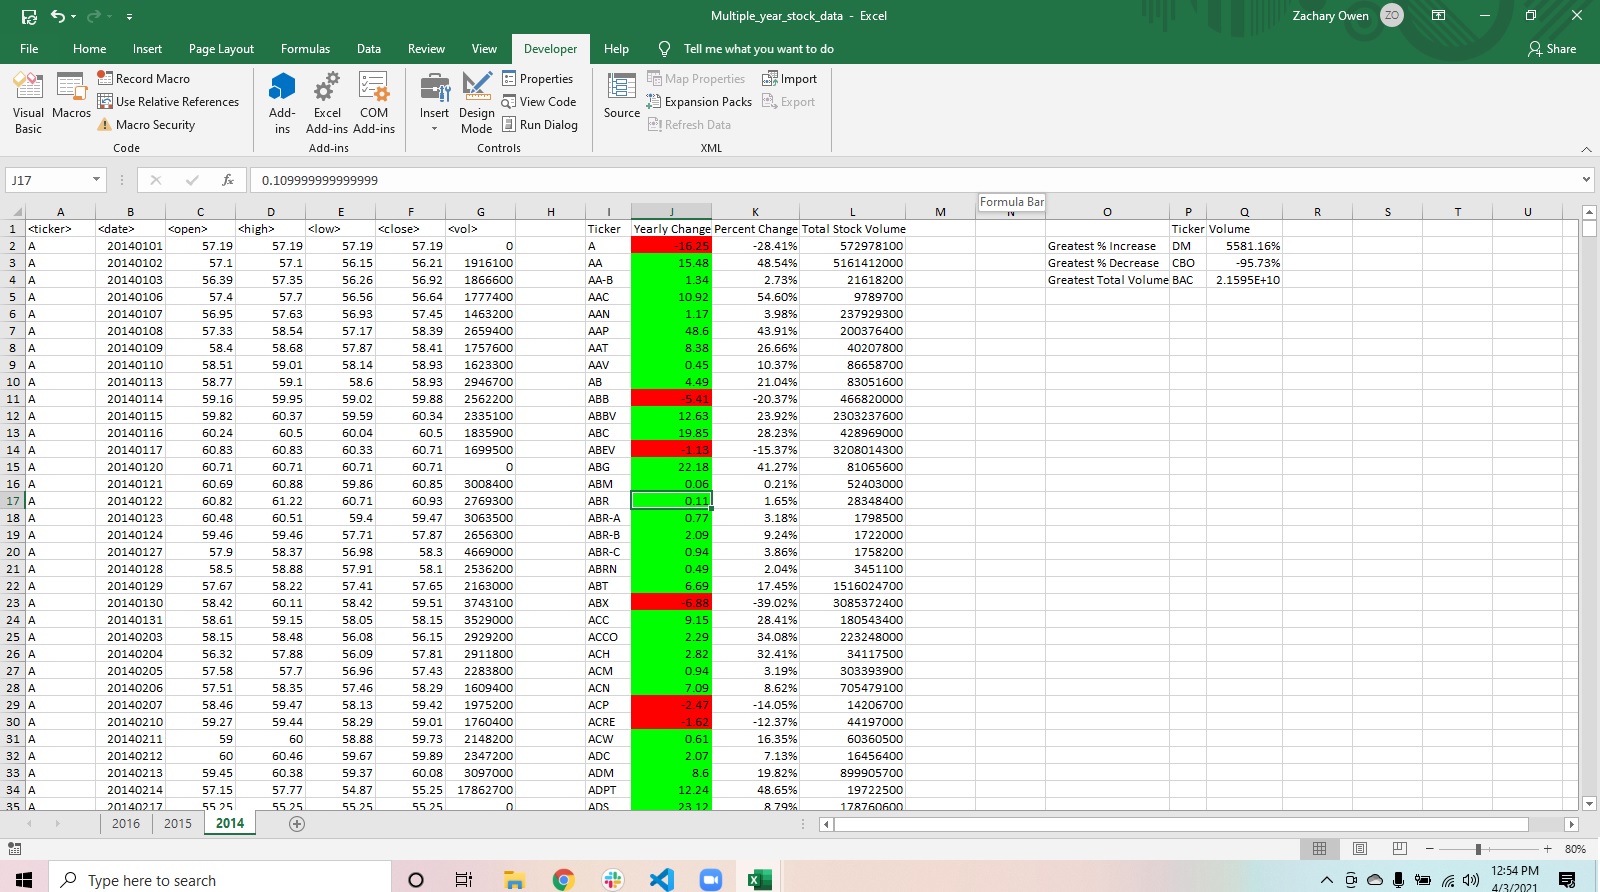 Multiple_year_stock_data - Excel
Zachary Owen ZO
File Home Insert Page Layout Formulas Data Review View Developer Help Tell me what you want to do Share
Visual Basic
Macros
Record Macro
Use Relative References
Macro Security
Code
Add-ins
Excel Add-ins
COM Add-ins
Add-ins
Insert
Design Mode
Properties
View Code
Run Dialog
Controls
Source
Map Properties
Expansion Packs
Refresh Data
Import
Export
XML
J17 fx 0.109999999999999
Formula Bar
A B C D E F G H I J K L M N O P Q R S T U
1 <ticker> <date> <open> <high> <low> <close> <vol> Ticker Yearly Change Percent Change Total Stock Volume Ticker Volume
2 A 20140101 57.19 57.19 57.19 57.19 0 A -16.25 -28.41% 572978100 Greatest % Increase DM 5581.16%
3 A 20140102 57.1 57.1 56.15 56.21 1916100 AA 15.48 48.54% 5161412000 Greatest % Decrease CBO -95.73%
4 A 20140103 56.39 57.35 56.26 56.92 1866600 AA-B 1.34 2.73% 21618200 Greatest Total Volume BAC 2.1595E+10
5 A 20140106 57.4 57.7 56.56 56.64 1777400 AAC 10.92 54.60% 9789700
6 A 20140107 56.95 57.63 56.93 57.45 1463200 AAN 1.17 3.98% 237929300
7 A 20140108 57.33 58.54 57.17 58.39 2659400 AAP 48.6 43.91% 200376400
8 A 20140109 58.4 58.68 57.87 58.41 1757600 AAT 8.38 26.66% 40207800
9 A 20140110 58.51 59.01 58.14 58.93 1623300 AAV 0.45 10.37% 86658700
10 A 20140113 58.77 59.1 58.6 58.93 2946700 AB 4.49 21.04% 83051600
11 A 20140114 59.16 59.95 59.02 59.88 2562200 ABB -5.41 -20.37% 466820000
12 A 20140115 59.82 60.37 59.59 60.34 2335100 ABBV 12.63 23.92% 2303237600
13 A 20140116 60.24 60.5 60.04 60.5 1835900 ABC 19.85 28.23% 428969000
14 A 20140117 60.83 60.83 60.33 60.71 1699500 ABEV -1.13 -15.37% 3208014300
15 A 20140120 60.71 60.71 60.71 60.71 0 ABG 22.18 41.27% 81065600
16 A 20140121 60.69 60.88 59.86 60.85 3008400 ABM 0.06 0.21% 52403000
17 A 20140122 60.82 61.22 60.71 60.93 2769300 ABR 0.11 1.65% 28348400
18 A 20140123 60.48 60.51 59.4 59.47 3063500 ABR-A 0.77 3.18% 1798500
19 A 20140124 59.46 59.46 57.71 57.87 2656300 ABR-B 2.09 9.24% 1722000
20 A 20140127 57.9 58.37 56.98 58.3 4669000 ABR-C 0.94 3.86% 1758200
21 A 20140128 58.5 58.88 57.91 58.1 2536200 ABRN 0.49 2.04% 3451100
22 A 20140129 57.67 58.22 57.41 57.65 2163000 ABT 6.69 17.45% 1516024700
23 A 20140130 58.42 60.11 58.42 59.51 3743100 ABX -6.88 -39.02% 3085372400
24 A 20140131 58.61 59.15 58.05 58.15 3529000 ACC 9.15 28.41% 180543400
25 A 20140203 58.15 58.48 56.08 56.15 2929200 ACCO 2.29 34.08% 223248000
26 A 20140204 56.32 57.88 56.09 57.81 2911800 ACH 2.82 32.41% 34117500
27 A 20140205 57.58 57.7 56.96 57.43 2283800 ACM 0.94 3.19% 303393900
28 A 20140206 57.51 58.35 57.46 58.29 1609400 ACN 7.09 8.62% 705479100
29 A 20140207 58.46 59.47 58.13 59.42 1975200 ACP -2.47 -14.05% 14206700
30 A 20140210 59.27 59.44 58.29 59.01 1760400 ACRE -1.62 -12.37% 44197000
31 A 20140211 59 60 58.88 59.73 2148200 ACW 0.61 16.35% 60360500
32 A 20140212 60 60.46 59.67 59.89 2347200 ADC 2.07 7.13% 16456400
33 A 20140213 59.45 60.38 59.37 60.08 3097000 ADM 8.6 19.82% 899905700
34 A 20140214 57.15 57.77 54.87 55.25 17862700 ADPT 12.24 48.65% 19722500
35 A 20140217 55.25 55.25 55.25 55.25 0 ADS 23.12 8.79% 178760600
2016 2015 2014
80%
Type here to search
12:54 PM
4/3/2021